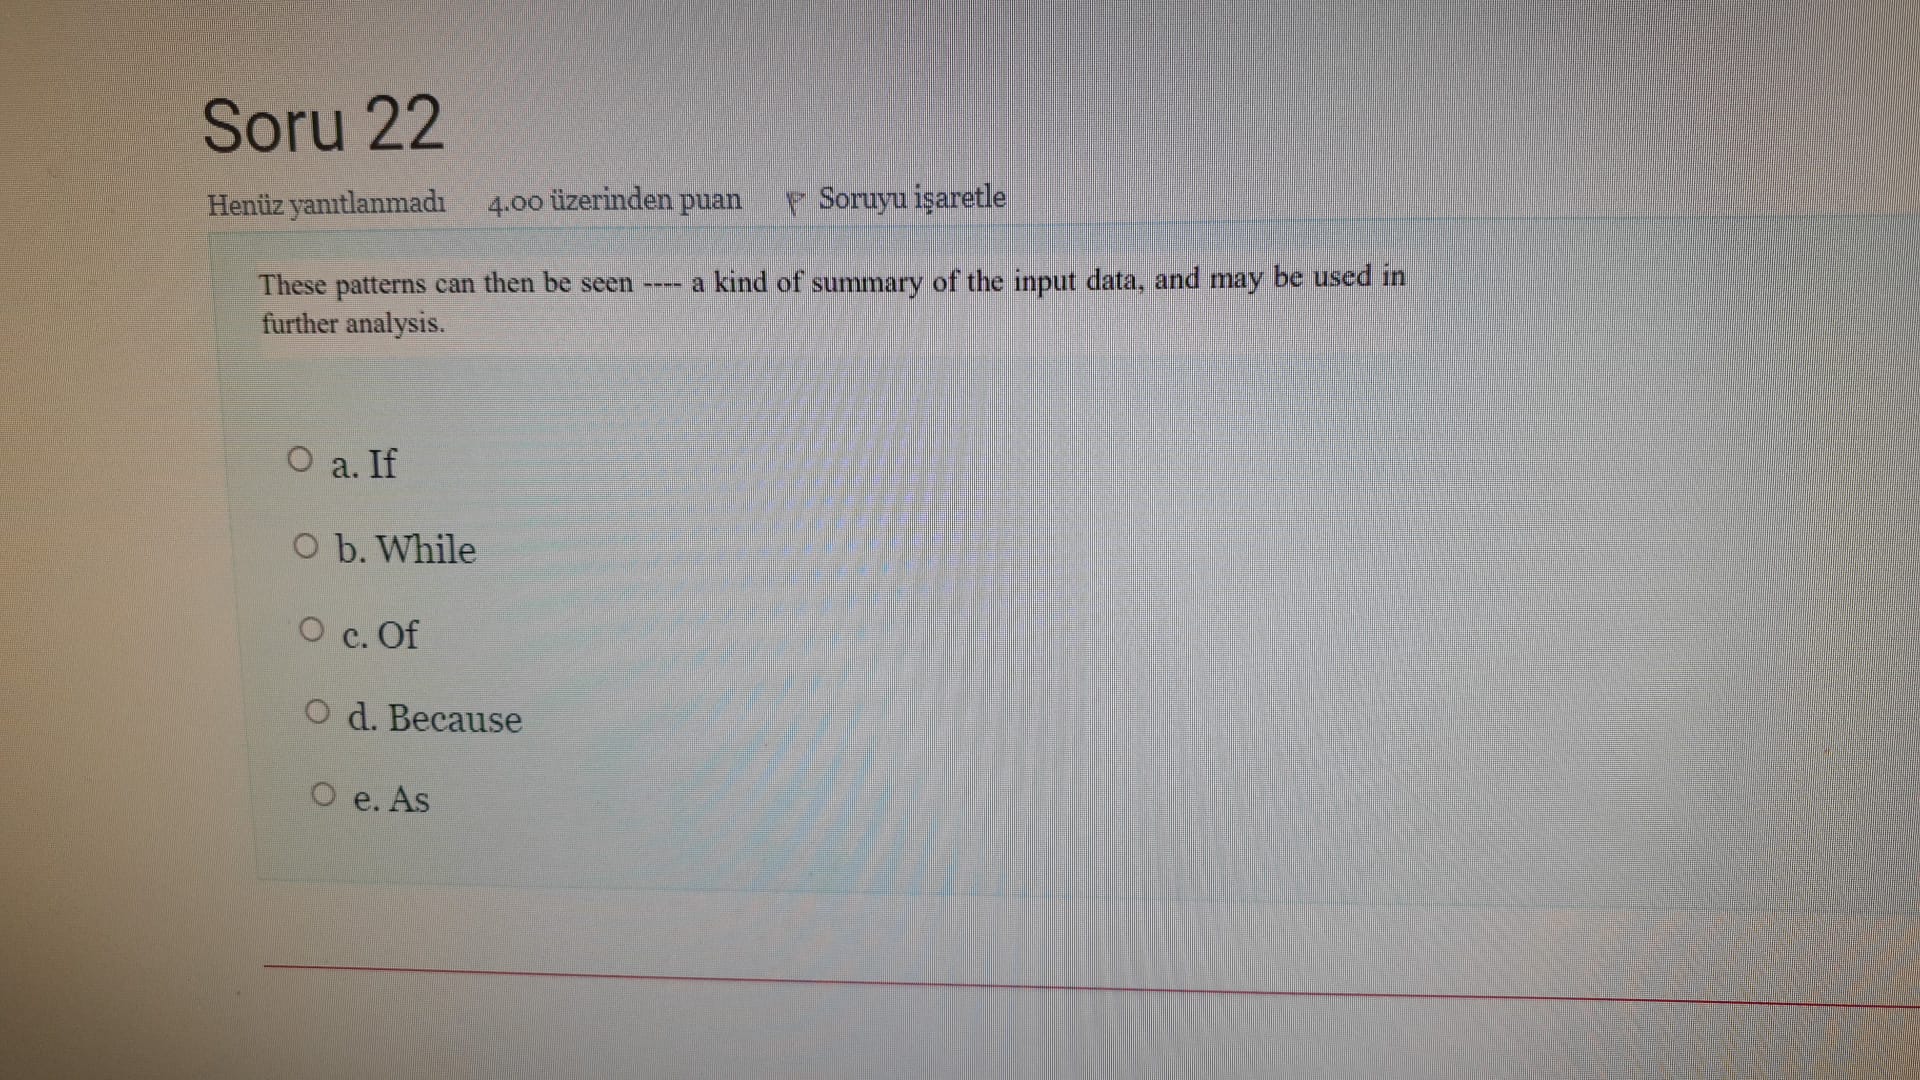 Soru 22
Henüz yanıtlanmadı 4.00 üzerinden puan Soruyu işaretle
These patterns can then be seen ---- a kind of summary of the input data, and may be used in
further analysis.
a. If
b. While
c. Of
d. Because
e. As